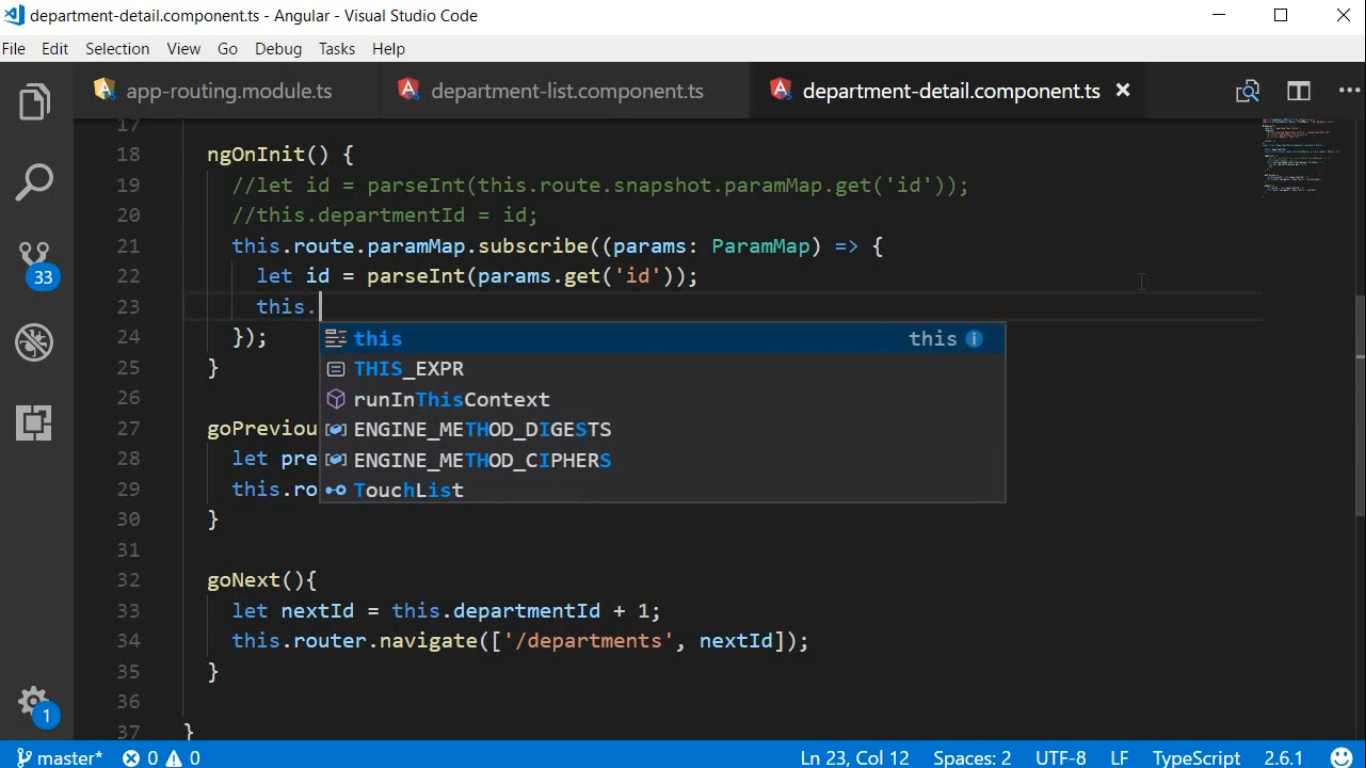 department-detail.component.ts - Angular - Visual Studio Code
File Edit Selection View Go Debug Tasks Help
app-routing.module.ts department-list.component.ts department-detail.component.ts
17
18 ngOnInit() {
19 //let id = parseInt(this.route.snapshot.paramMap.get('id'));
20 //this.departmentId = id;
21 this.route.paramMap.subscribe((params: ParamMap) => {
22 let id = parseInt(params.get('id'));
23 this.
24 });
this this
25 }
THIS_EXPR
26
runInThisContext
27 goPreviou
ENGINE_METHOD_DIGESTS
28 let pre
ENGINE_METHOD_CIPHERS
29 this.ro
TouchList
30 }
31
32 goNext(){
33 let nextId = this.departmentId + 1;
34 this.router.navigate(['/departments', nextId]);
35 }
36
37 }
33
1
master* 0 0 Ln 23, Col 12 Spaces: 2 UTF-8 LF TypeScript 2.6.1